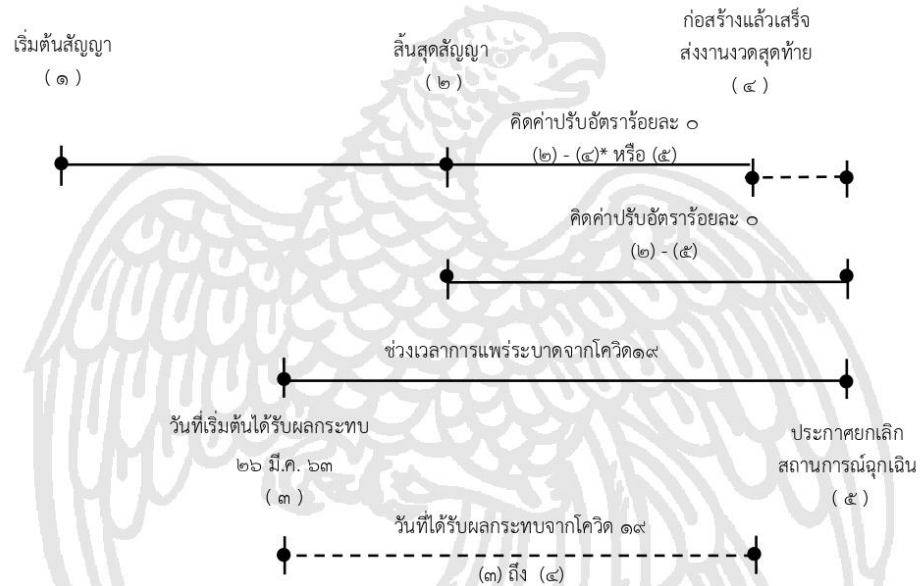 เริ่มต้นสัญญา
( ๑ )
สิ้นสุดสัญญา
( ๒ )
ก่อสร้างแล้วเสร็จ
ส่งงานงวดสุดท้าย
( ๔ )
คิดค่าปรับอัตราร้อยละ ๐
(๒) - (๔)* หรือ (๕)
คิดค่าปรับอัตราร้อยละ ๐
(๒) - (๕)
ช่วงเวลาการแพร่ระบาดจากโควิด๑๙
วันที่เริ่มต้นได้รับผลกระทบ
๒๖ มี.ค. ๖๓
( ๓ )
ประกาศยกเลิก
สถานการณ์ฉุกเฉิน
( ๕ )
วันที่ได้รับผลกระทบจากโควิด ๑๙
(๓) ถึง (๔)